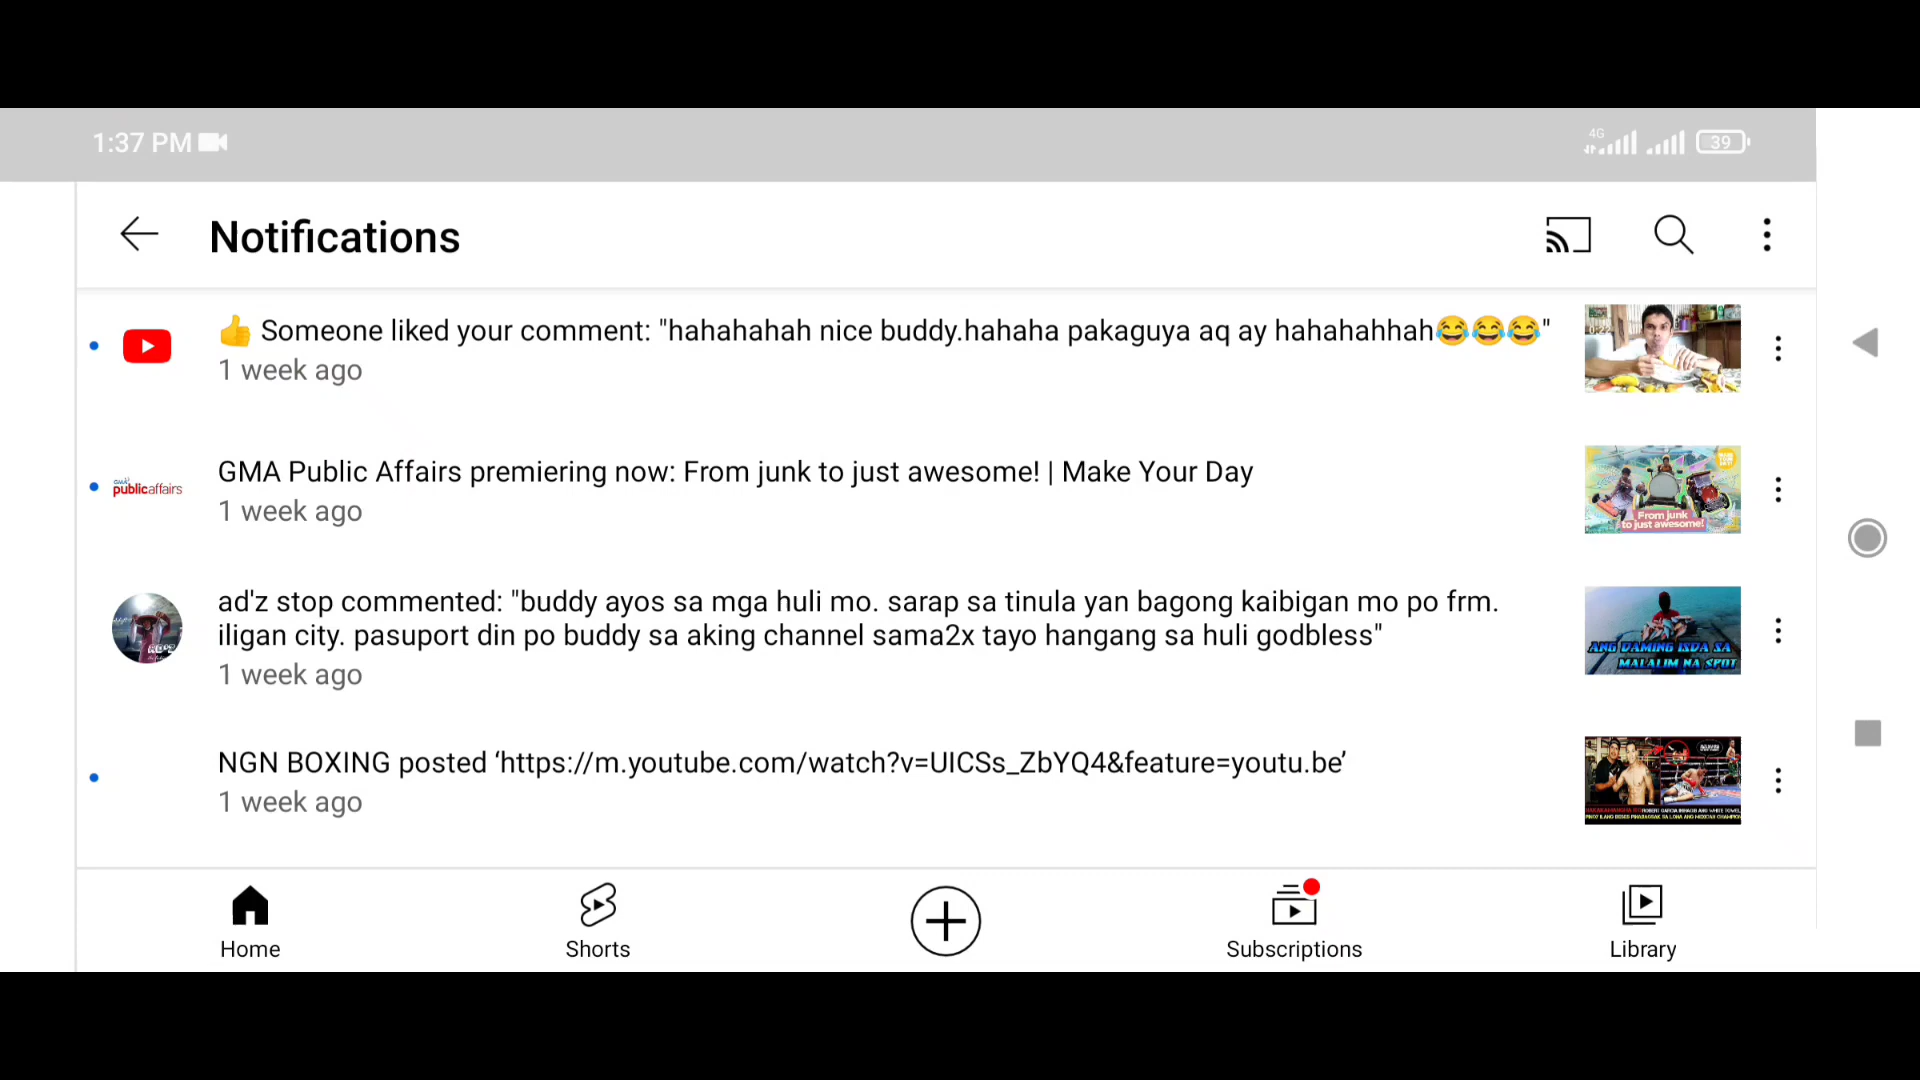 1:37 PM
4G
39
Notifications
👍 Someone liked your comment: "hahahahah nice buddy.hahaha pakaguya aq ay hahahahhah😂😂😂"
1 week ago
publicaffairs
GMA Public Affairs premiering now: From junk to just awesome! | Make Your Day
1 week ago
From junk
to just awesome!
ad'z stop commented: "buddy ayos sa mga huli mo. sarap sa tinula yan bagong kaibigan mo po frm.
iligan city. pasuport din po buddy sa aking channel sama2x tayo hangang sa huli godbless"
1 week ago
ANG DAMING ISDA SA
MALALIM NA SPOT
NGN BOXING posted ‘https://m.youtube.com/watch?v=UICSs_ZbYQ4&feature=youtu.be’
1 week ago
Home
Shorts
Subscriptions
Library